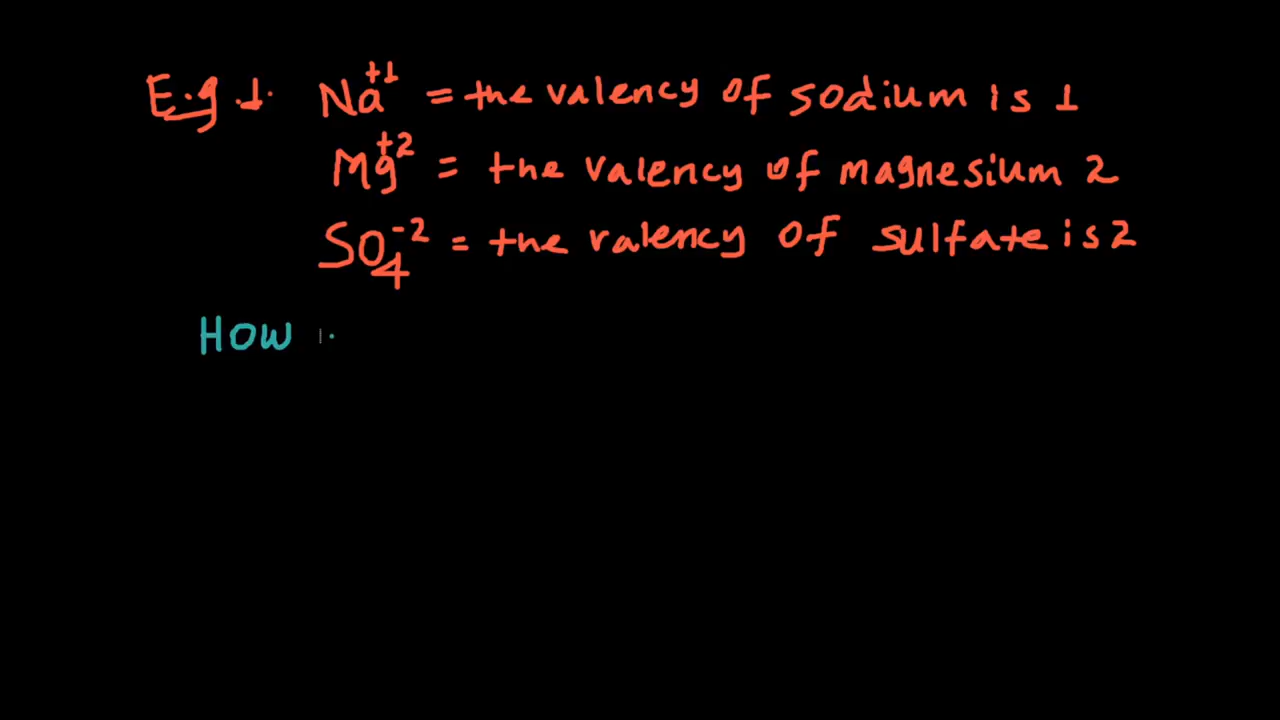 E.g 1. Na⁺¹ = the valency of sodium is 1
Mg⁺² = the valency of magnesium 2
SO₄⁻² = the valency of sulfate is 2
How